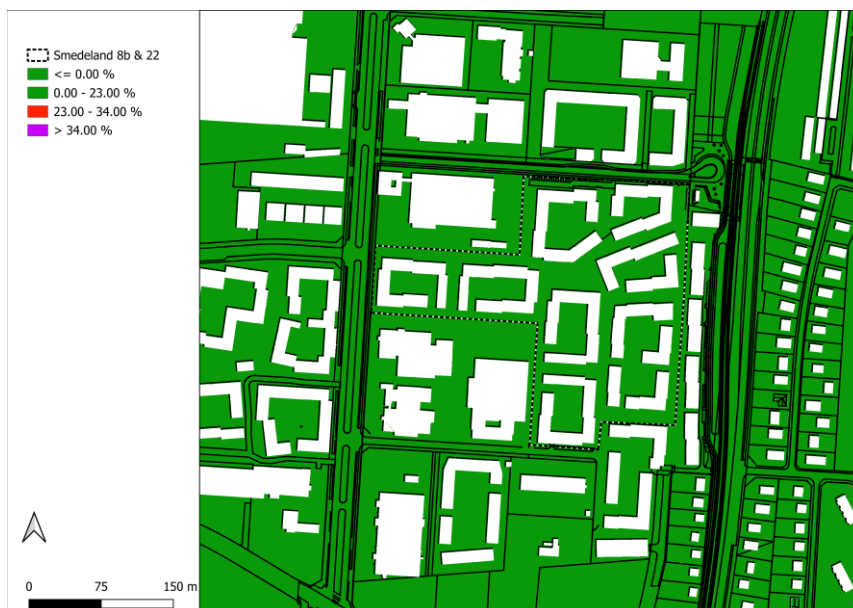 Smedeland 8b & 22
<= 0.00 %
0.00 - 23.00 %
23.00 - 34.00 %
> 34.00 %
0 75 150 m